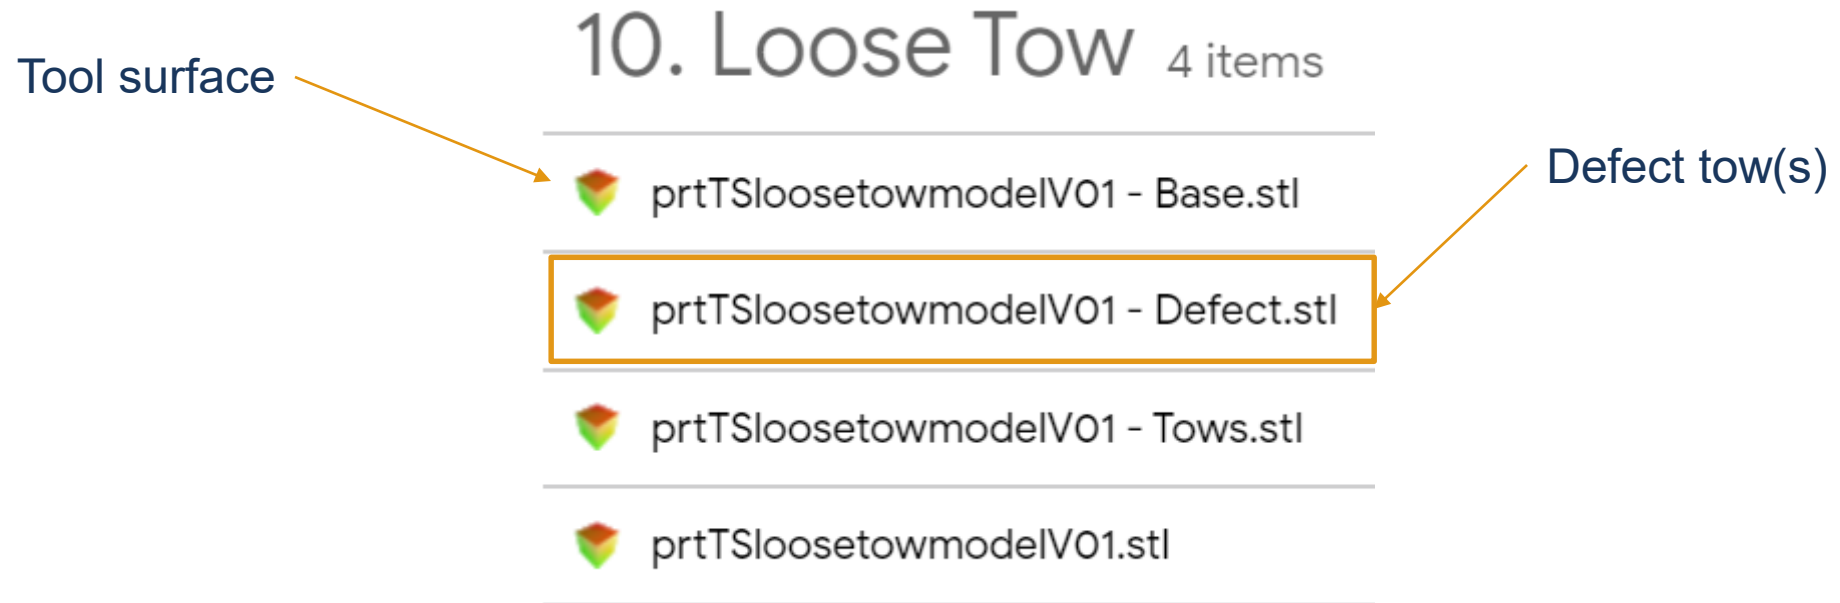 10. Loose Tow 4 items
Tool surface
Defect tow(s)
prtTSloosetowmodelV01 - Base.stl
prtTSloosetowmodelV01 - Defect.stl
prtTSloosetowmodelV01 - Tows.stl
prtTSloosetowmodelV01.stl